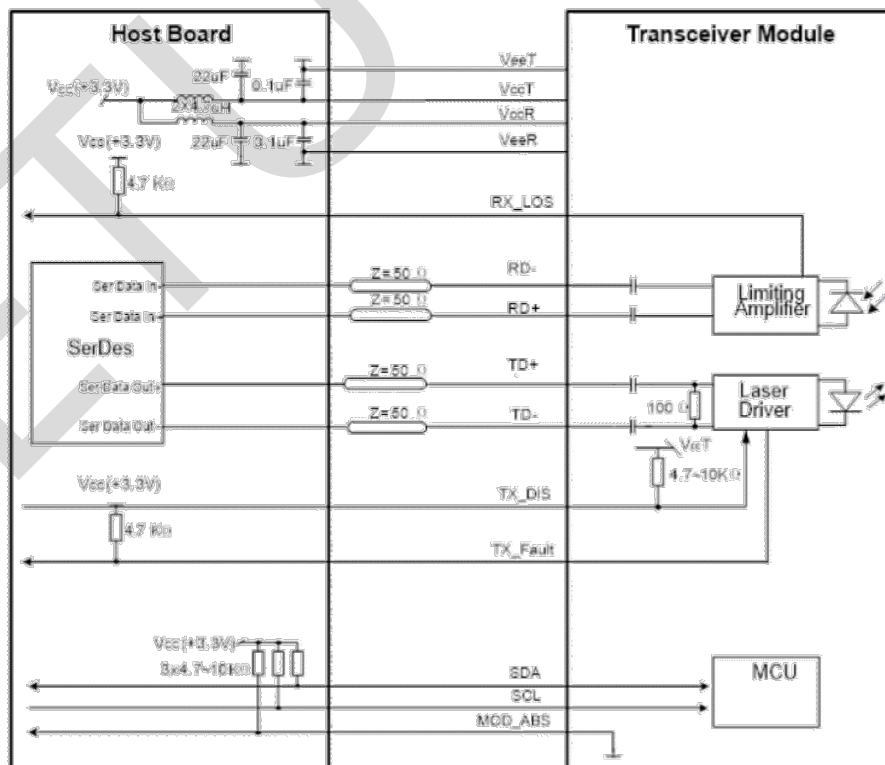 Host Board
Transceiver Module
VeeT
22uF
0.1uF
Vcc(+3.3V)
VccT
VccR
Vcc(+3.3V)
22uF
0.1uF
VeeR
4.7 KΩ
RX_LOS
Z=50 Ω
RD-
Ser Data In-
Z=50 Ω
RD+
Ser Data In+
Limiting
Amplifier
SerDes
Z=50 Ω
TD+
Ser Data Out+
Laser
Driver
100 Ω
Z=50 Ω
TD-
Ser Data Out-
VccT
4.7~10KΩ
Vcc(+3.3V)
TX_DIS
4.7 KΩ
TX_Fault
Vcc(+3.3V)
3x4.7~10KΩ
SDA
MCU
SCL
MOD_ABS